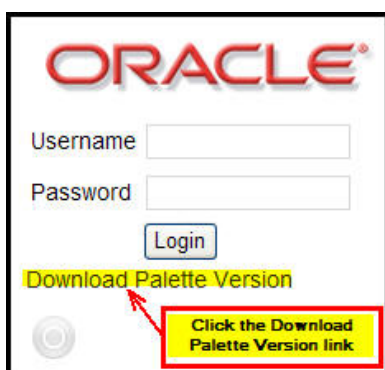 ORACLE®
Username
Password
Login
Download Palette Version
Click the Download
Palette Version link